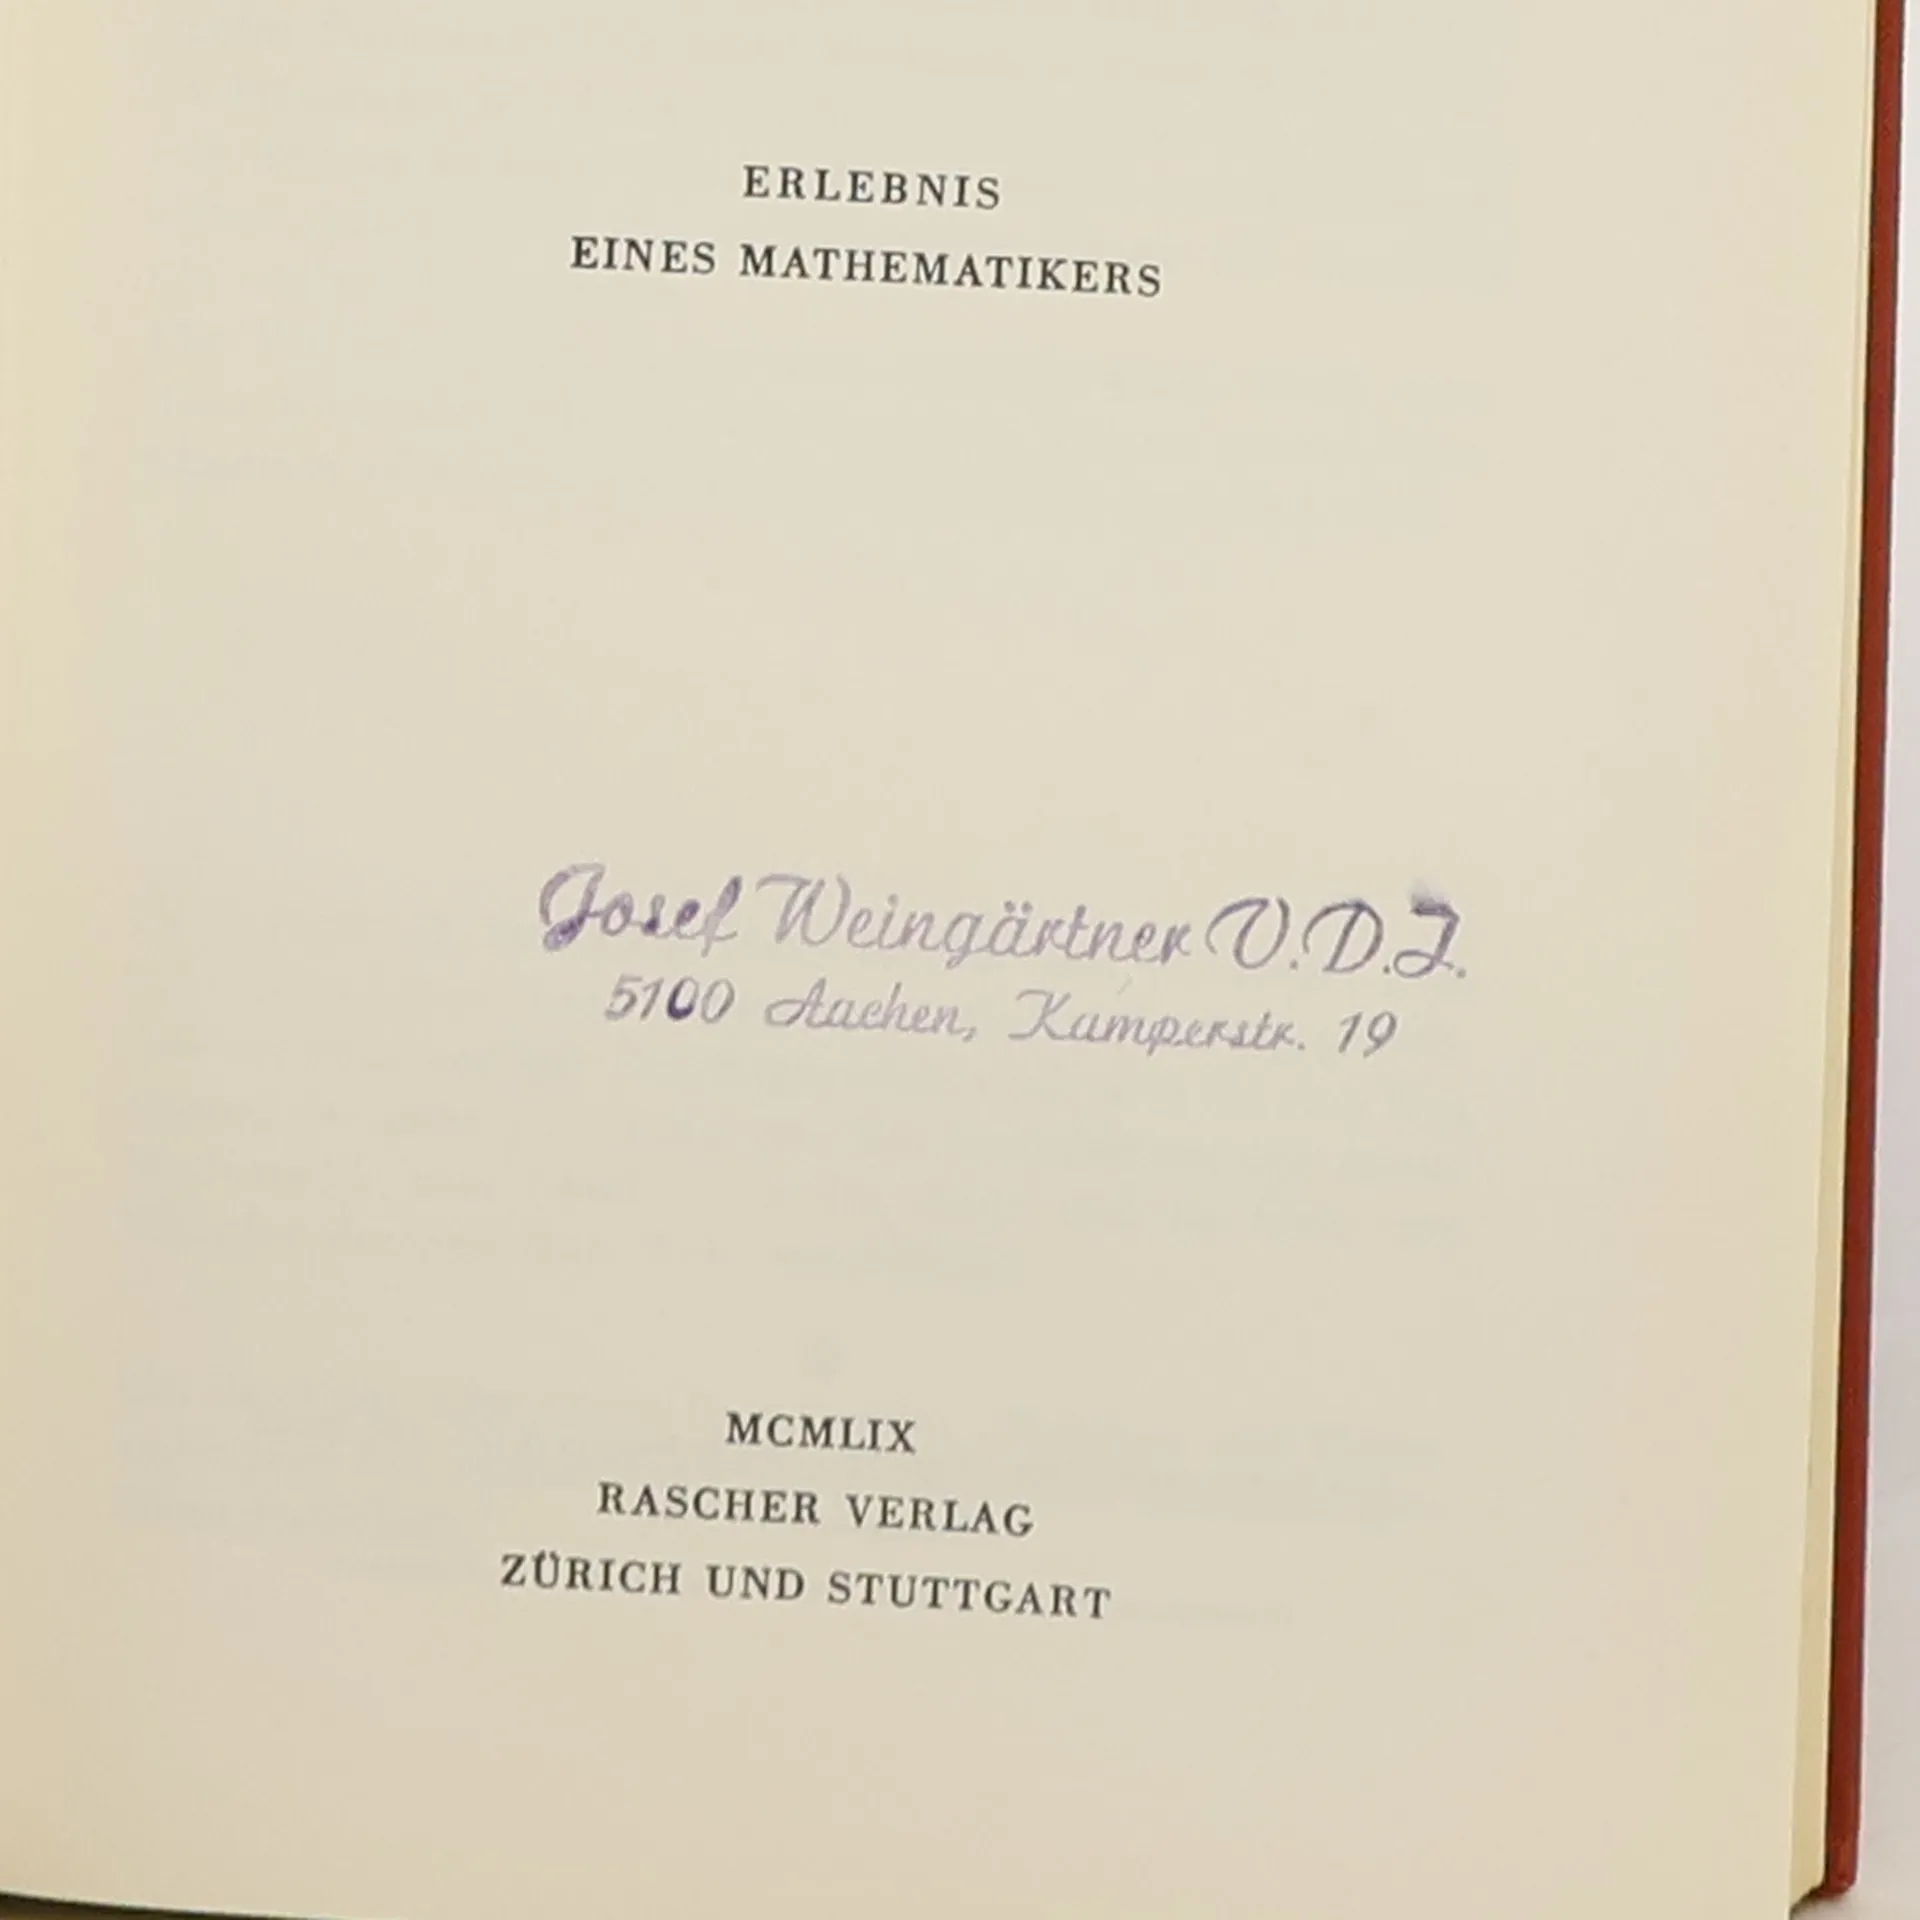 ERLEBNIS
EINES MATHEMATIKERS
Josef Weingärtner V.D.I.
5100 Aachen, Kamperstr. 19
MCMLIX
RASCHER VERLAG
ZÜRICH UND STUTTGART